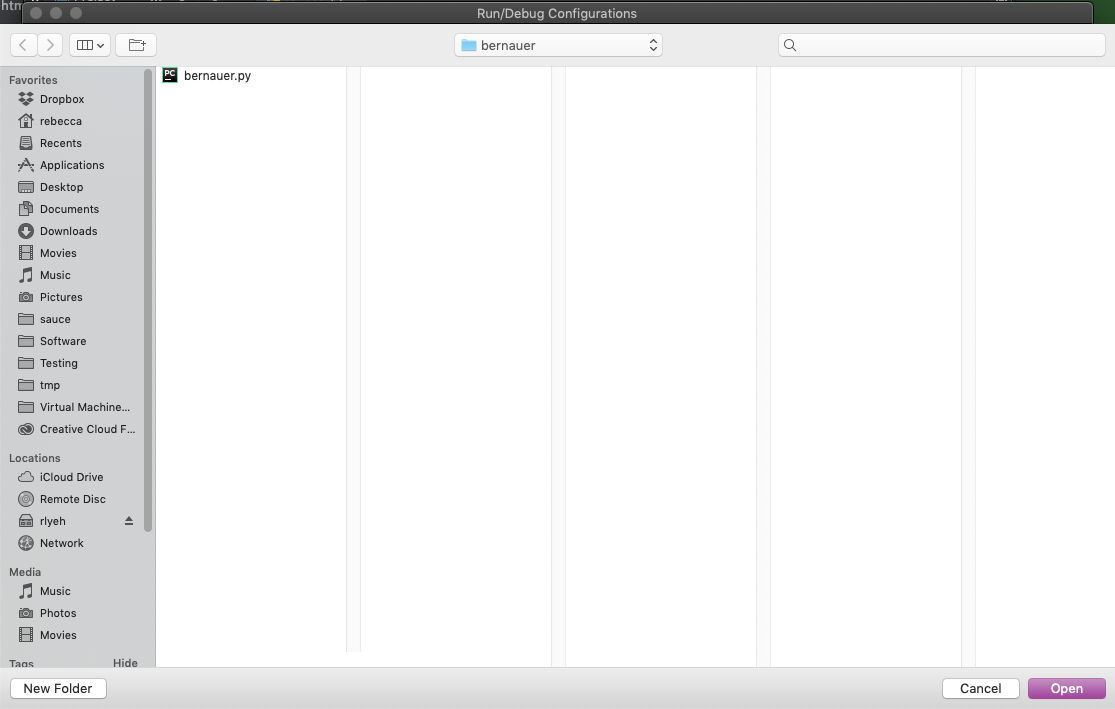 htm
Run/Debug Configurations
bernauer
Favorites
Dropbox
rebecca
Recents
Applications
Desktop
Documents
Downloads
Movies
Music
Pictures
sauce
Software
Testing
tmp
Virtual Machine...
Creative Cloud F...
Locations
iCloud Drive
Remote Disc
rlyeh
Network
Media
Music
Photos
Movies
Tags
Hide
PC
bernauer.py
New Folder
Cancel
Open